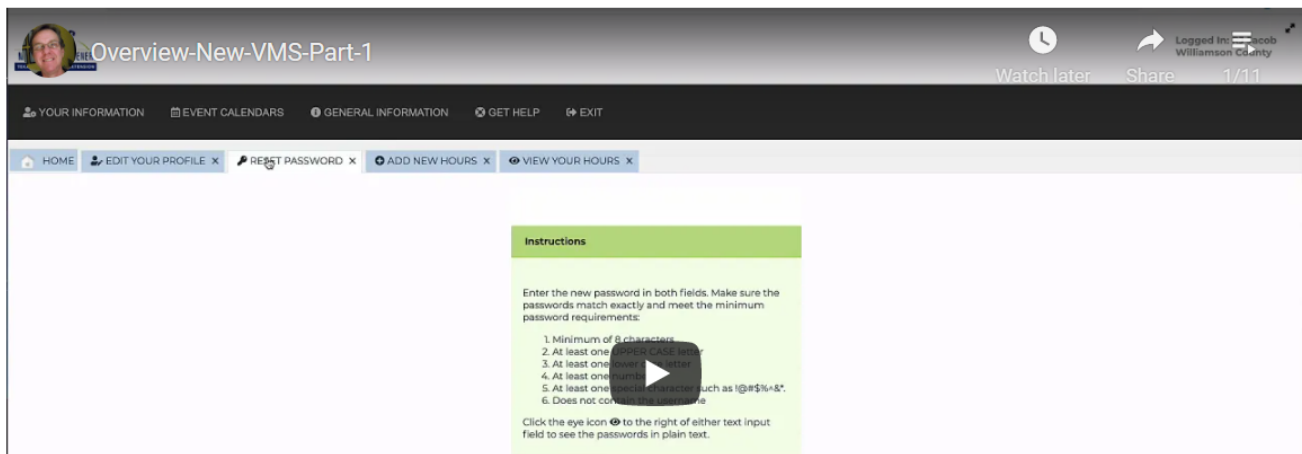 Overview-New-VMS-Part-1
Watch later
Share
1/11
Logged In:
Williamson County
YOUR INFORMATION
EVENT CALENDARS
GENERAL INFORMATION
GET HELP
EXIT
HOME
EDIT YOUR PROFILE X
RESET PASSWORD X
ADD NEW HOURS X
VIEW YOUR HOURS X
Instructions
Enter the new password in both fields. Make sure the
passwords match exactly and meet the minimum
password requirements:
1. Minimum of 8 characters
2. At least one UPPER CASE letter
3. At least one lower case letter
4. At least one number
5. At least one special character such as !@#$%^&*.
6. Does not contain the username
Click the eye icon to the right of either text input
field to see the passwords in plain text.